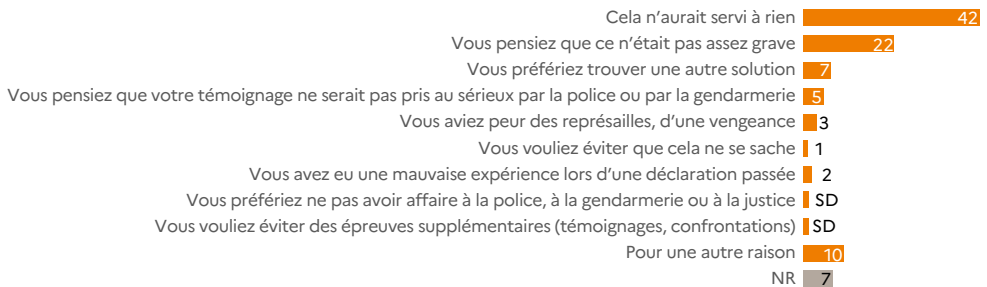 Cela n’aurait servi à rien 42
Vous pensiez que ce n’était pas assez grave 22
Vous préfériez trouver une autre solution 7
Vous pensiez que votre témoignage ne serait pas pris au sérieux par la police ou par la gendarmerie 5
Vous aviez peur des représailles, d’une vengeance 3
Vous vouliez éviter que cela ne se sache 1
Vous avez eu une mauvaise expérience lors d’une déclaration passée 2
Vous préfériez ne pas avoir affaire à la police, à la gendarmerie ou à la justice SD
Vous vouliez éviter des épreuves supplémentaires (témoignages, confrontations) SD
Pour une autre raison 10
NR 7